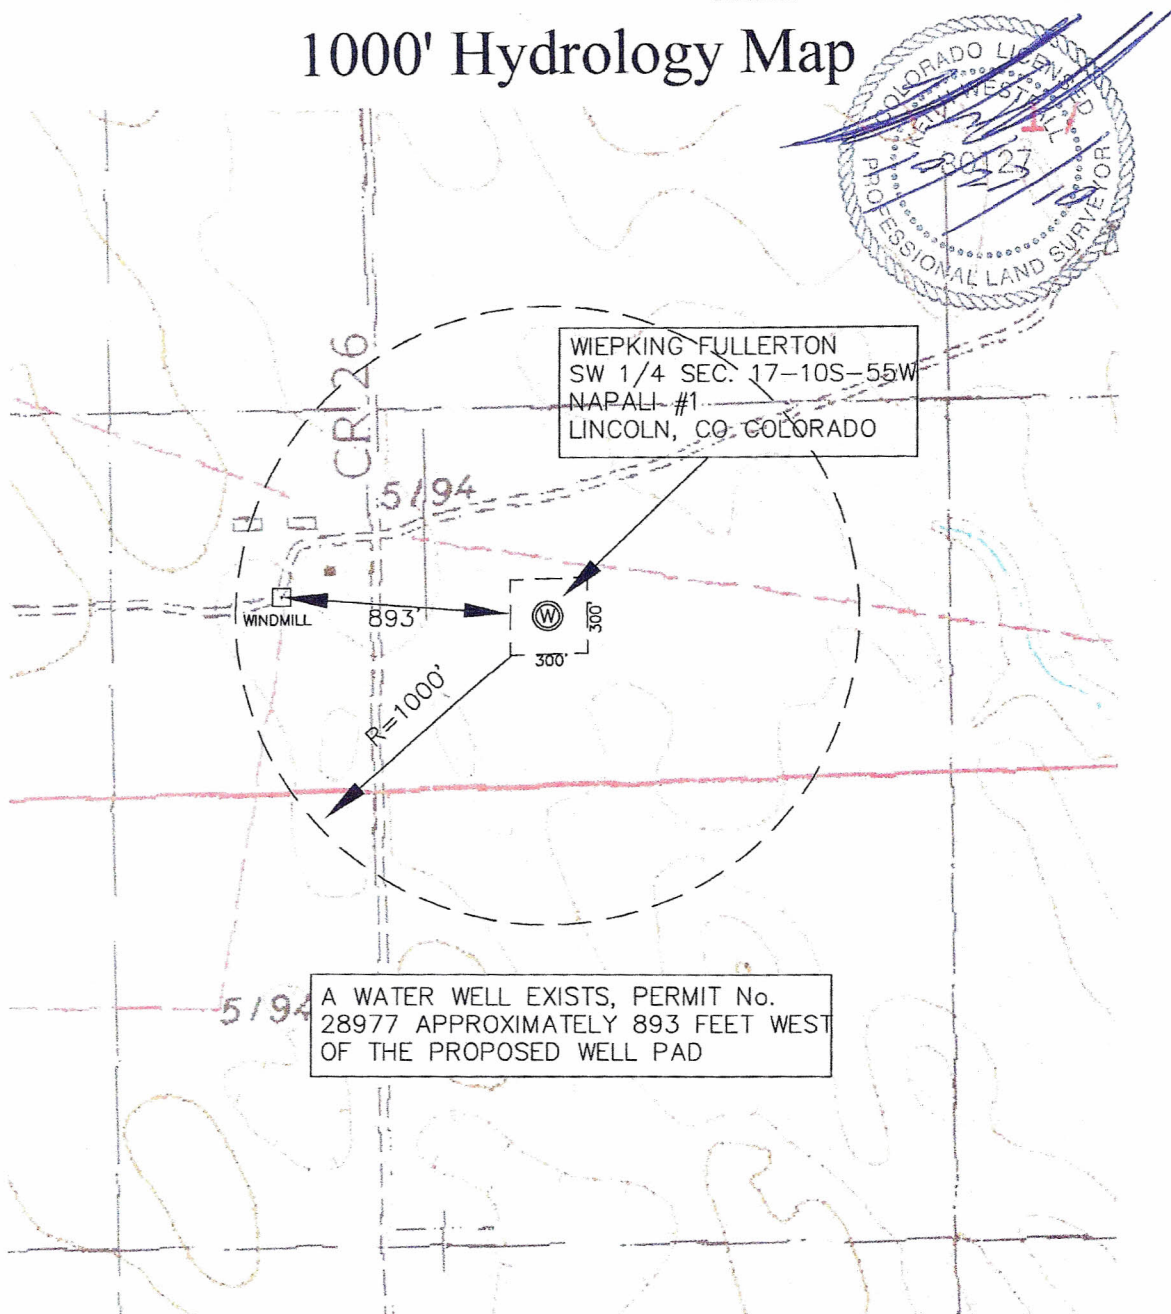 1000' Hydrology Map
COLORADO LICENSED
PROFESSIONAL LAND SURVEYOR
30127
17
WIEPKING FULLERTON
SW 1/4 SEC. 17-10S-55W
NAPALI #1
LINCOLN, CO COLORADO
CR 26
5194
WINDMILL
893'
W
300'
300'
R=1000'
5194
A WATER WELL EXISTS, PERMIT No.
28977 APPROXIMATELY 893 FEET WEST
OF THE PROPOSED WELL PAD